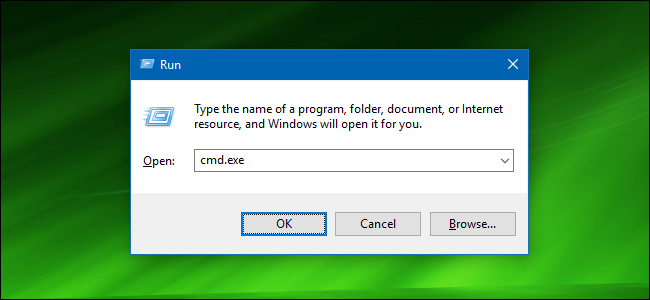 Run
Type the name of a program, folder, document, or Internet
resource, and Windows will open it for you.
Open: cmd.exe
OK Cancel Browse...